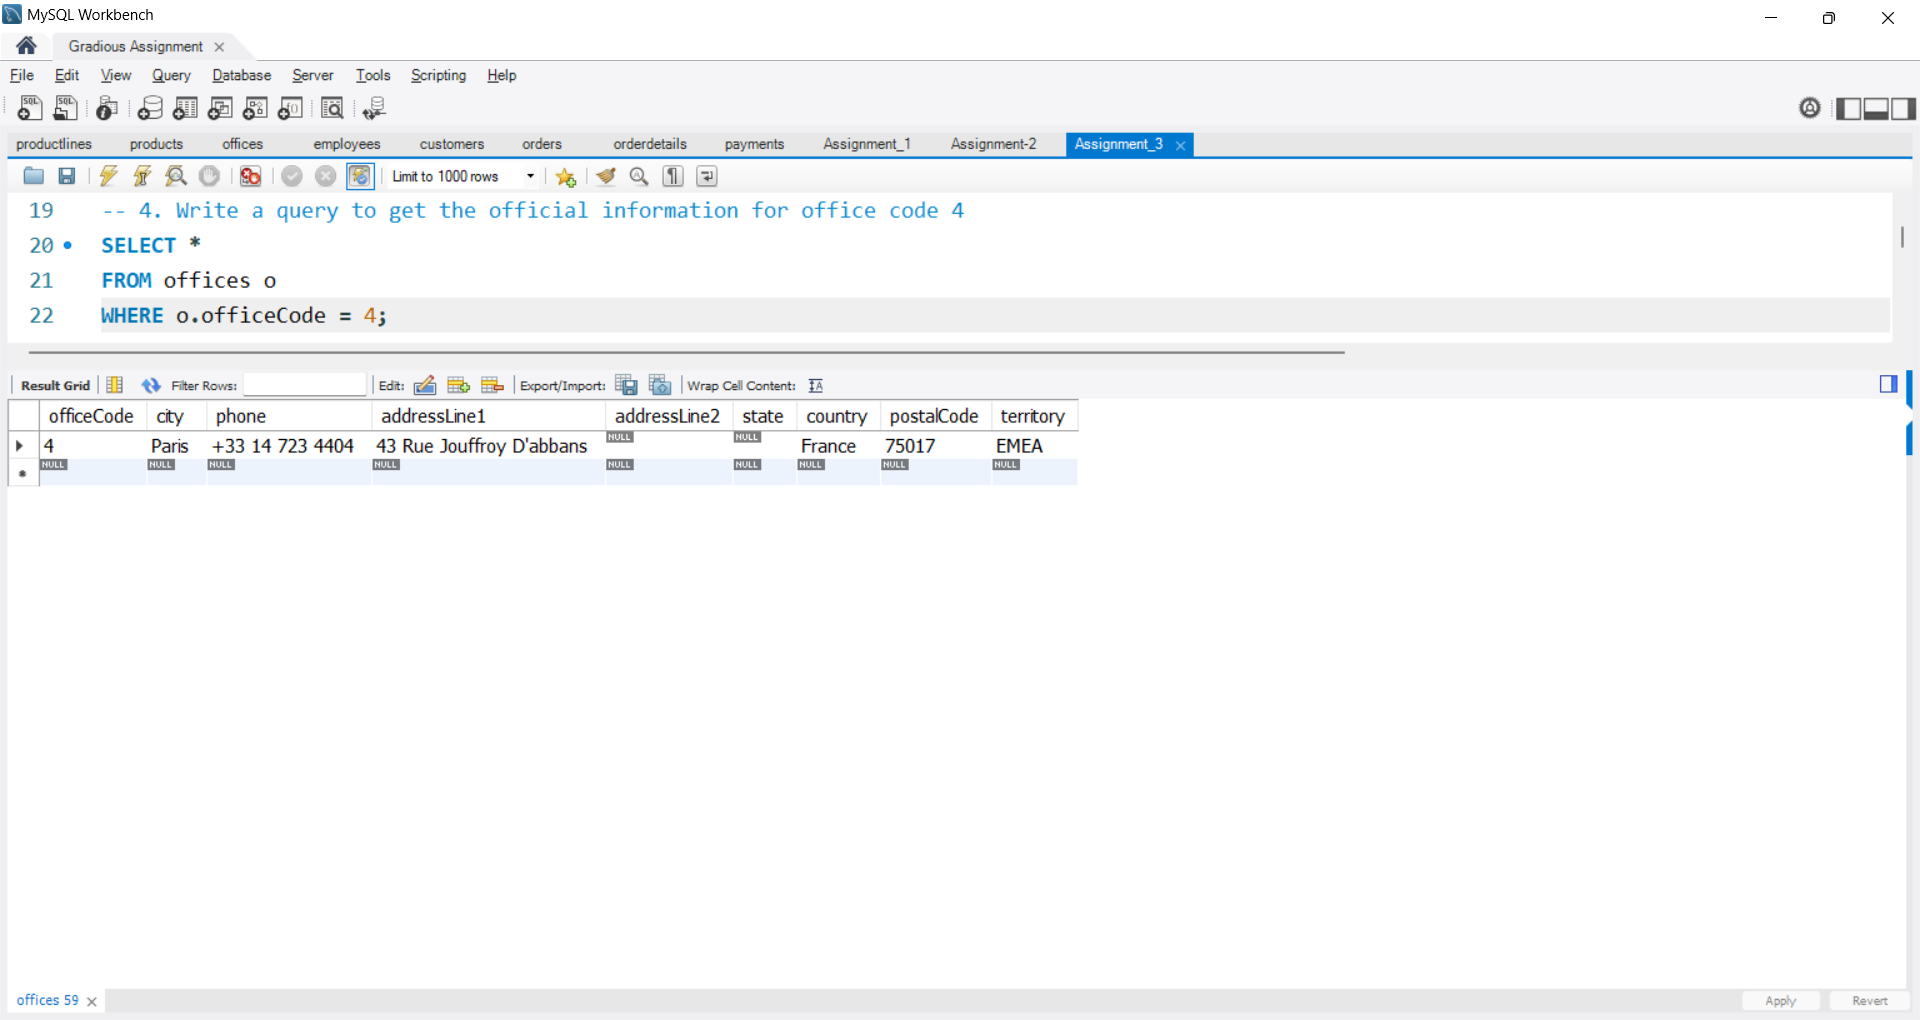 MySQL Workbench
Gradious Assignment
File Edit View Query Database Server Tools Scripting Help
productlines products offices employees customers orders orderdetails payments Assignment_1 Assignment-2 Assignment_3
Limit to 1000 rows
19 -- 4. Write a query to get the official information for office code 4
20 SELECT *
21 FROM offices o
22 WHERE o.officeCode = 4;
Result Grid Filter Rows: Edit: Export/Import: Wrap Cell Content:
officeCode city phone addressLine1 addressLine2 state country postalCode territory
4 Paris +33 14 723 4404 43 Rue Jouffroy D'abbans NULL NULL France 75017 EMEA
NULL NULL NULL NULL NULL NULL NULL NULL NULL
offices 59 Apply Revert